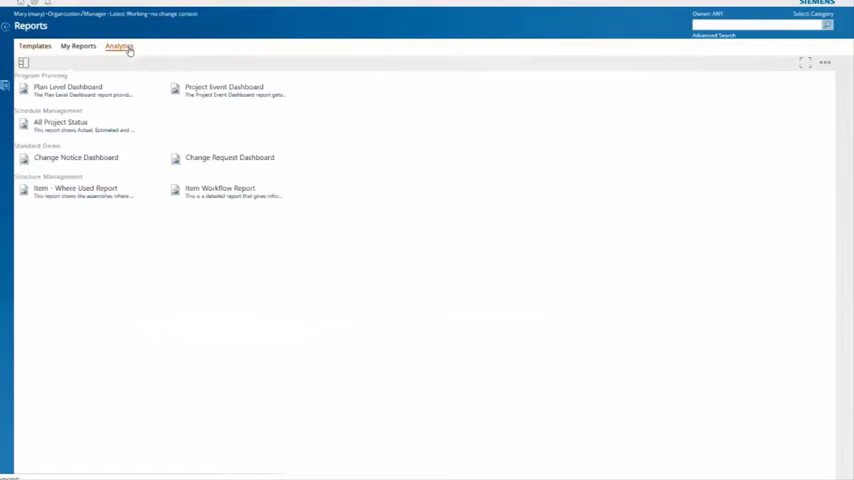 SIEMENS
Mary (mary)-Organization/Manager-Latest Working-no change context
Owner: ANY
Select: Category
Reports
Advanced Search
Templates
My Reports
Analytics
Program Planning
Plan Level Dashboard
The Plan Level Dashboard report provid...
Project Event Dashboard
The Project Event Dashboard report gets...
Schedule Management
All Project Status
This report shows Actual, Estimated and ...
Standard Demo
Change Notice Dashboard
Change Request Dashboard
Structure Management
Item - Where Used Report
This report shows the assemblies where ...
Item Workflow Report
This is a detailed report that gives infor...